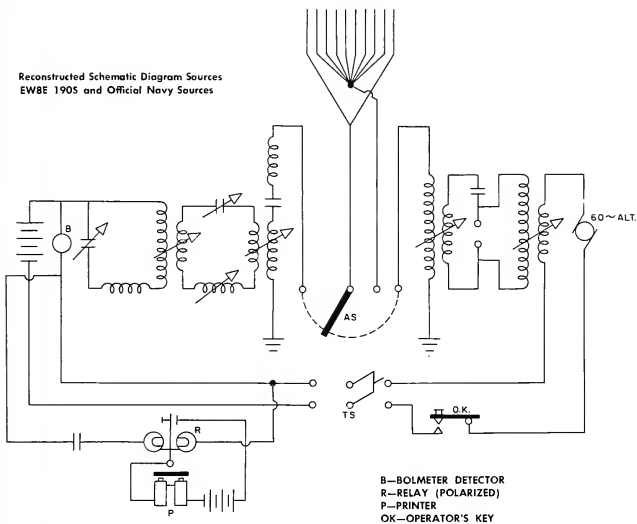 Reconstructed Schematic Diagram Sources
EW8E 1905 and Official Navy Sources
B
60~ALT.
AS
TS
O.K.
R
P
B—BOLMETER DETECTOR
R—RELAY (POLARIZED)
P—PRINTER
OK—OPERATOR'S KEY